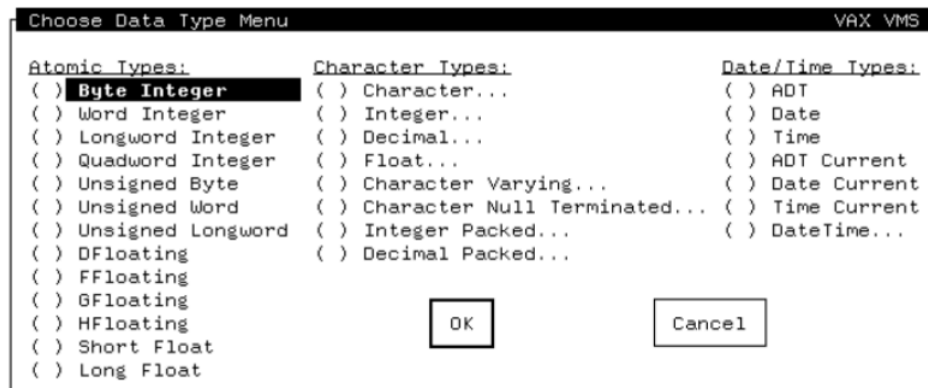 Choose Data Type Menu VAX VMS
Atomic Types: Character Types: Date/Time Types:
( ) Byte Integer ( ) Character... ( ) ADT
( ) Word Integer ( ) Integer... ( ) Date
( ) Longword Integer ( ) Decimal... ( ) Time
( ) Quadword Integer ( ) Float... ( ) ADT Current
( ) Unsigned Byte ( ) Character Varying... ( ) Date Current
( ) Unsigned Word ( ) Character Null Terminated... ( ) Time Current
( ) Unsigned Longword ( ) Integer Packed... ( ) DateTime...
( ) DFloating ( ) Decimal Packed...
( ) FFloating
( ) GFloating
( ) HFloating OK Cancel
( ) Short Float
( ) Long Float